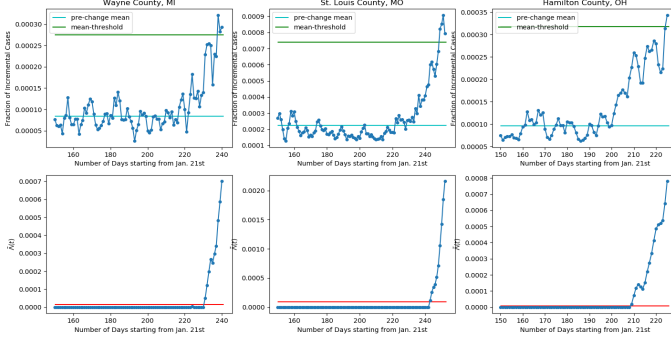 Wayne County, MI
pre-change mean
mean-threshold
0.00030
0.00025
0.00020
0.00015
0.00010
0.00005
Fraction of Incremental Cases
160 180 200 220 240
Number of Days starting from Jan. 21st
St. Louis County, MO
pre-change mean
mean-threshold
0.0009
0.0008
0.0007
0.0006
0.0005
0.0004
0.0003
0.0002
0.0001
Fraction of Incremental Cases
160 180 200 220 240
Number of Days starting from Jan. 21st
Hamilton County, OH
pre-change mean
mean-threshold
0.00035
0.00030
0.00025
0.00020
0.00015
0.00010
0.00005
Fraction of Incremental Cases
150 160 170 180 190 200 210 220
Number of Days starting from Jan. 21st
0.0007
0.0006
0.0005
0.0004
0.0003
0.0002
0.0001
0.0000
160 180 200 220 240
Number of Days starting from Jan. 21st
0.0020
0.0015
0.0010
0.0005
0.0000
160 180 200 220 240
Number of Days starting from Jan. 21st
0.0008
0.0007
0.0006
0.0005
0.0004
0.0003
0.0002
0.0001
0.0000
150 160 170 180 190 200 210 220
Number of Days starting from Jan. 21st